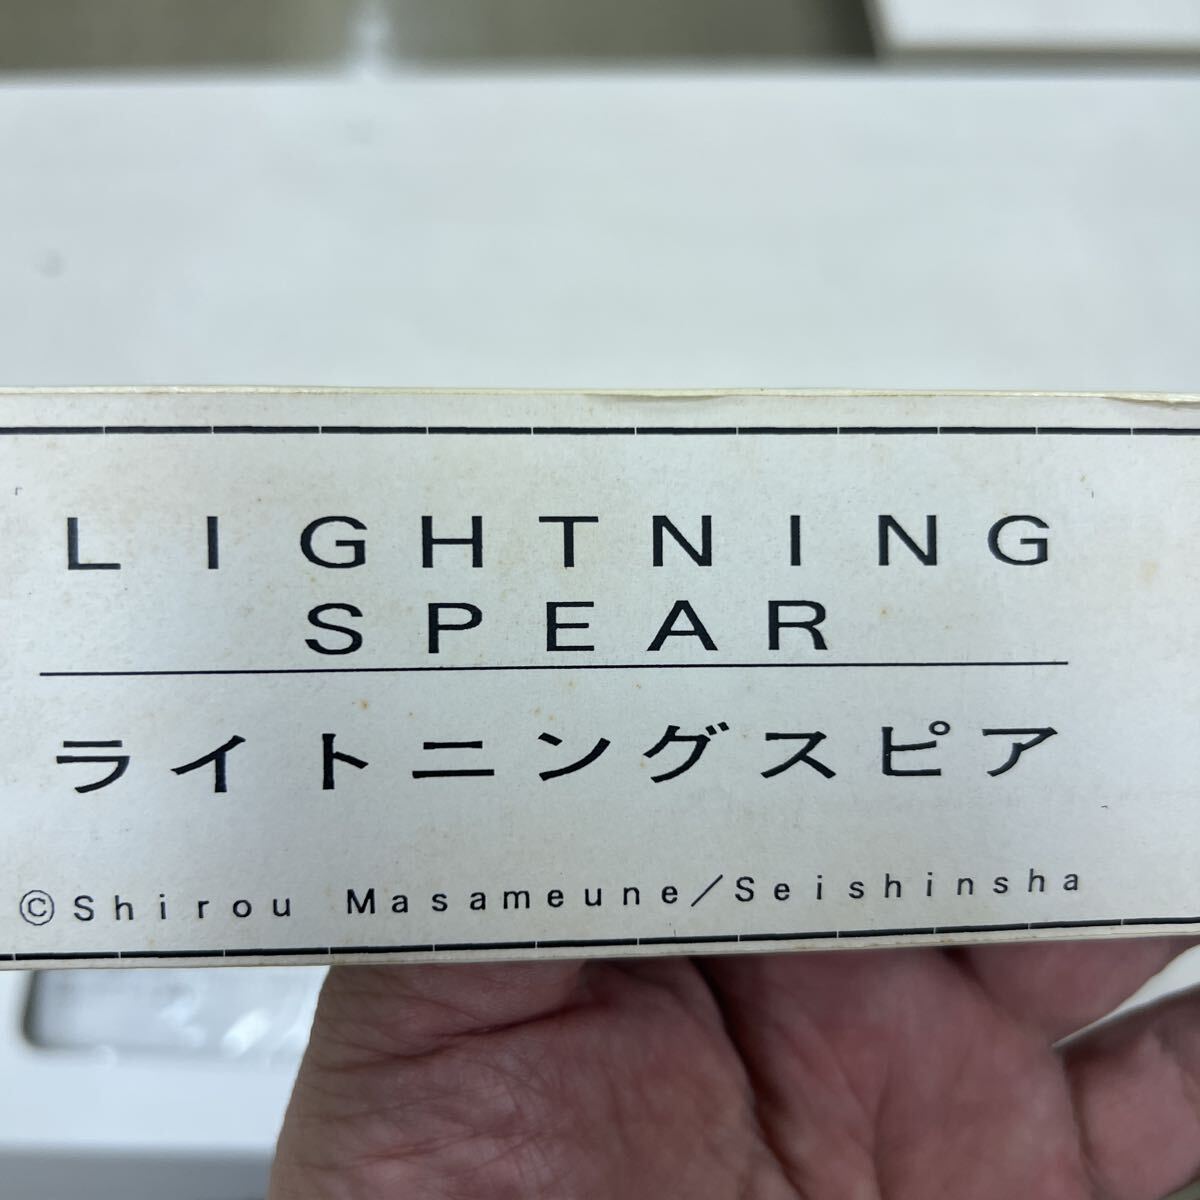 LIGHTNING
SPEAR
ライトニングスピア
©Shirou Masameune／Seishinsha